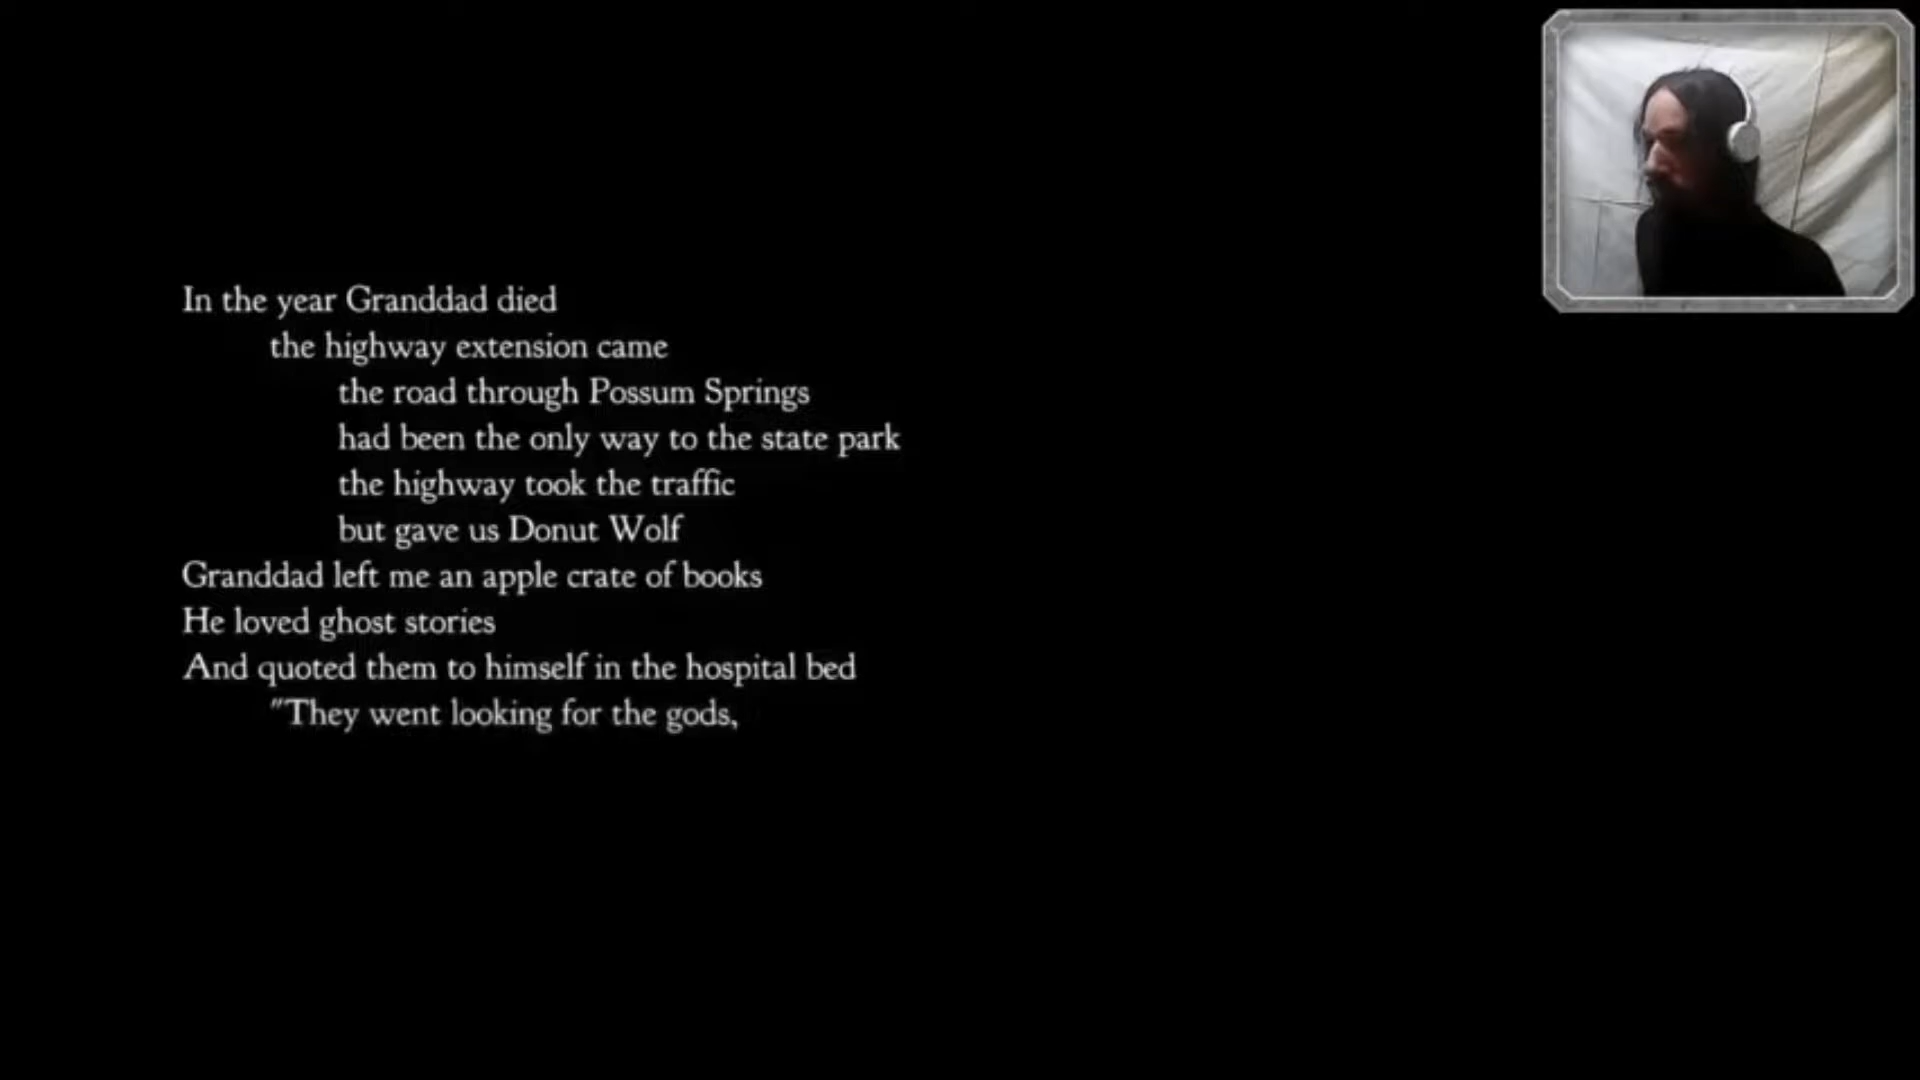 In the year Granddad died
the highway extension came
the road through Possum Springs
had been the only way to the state park
the highway took the traffic
but gave us Donut Wolf
Granddad left me an apple crate of books
He loved ghost stories
And quoted them to himself in the hospital bed
"They went looking for the gods,